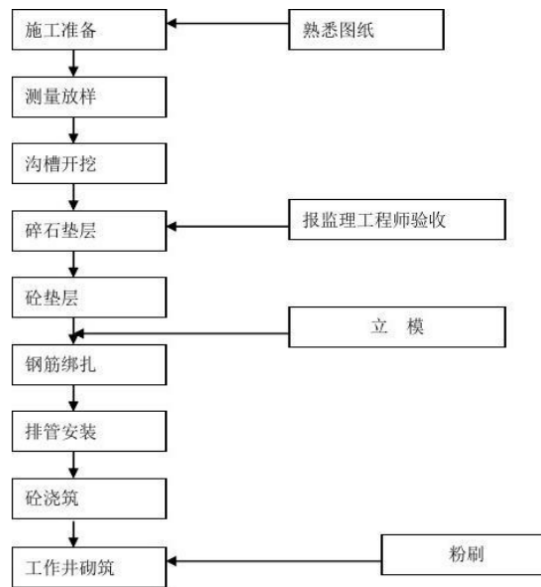 施工准备
熟悉图纸
测量放样
沟槽开挖
碎石垫层
报监理工程师验收
砼垫层
立 模
钢筋绑扎
排管安装
砼浇筑
工作井砌筑
粉刷